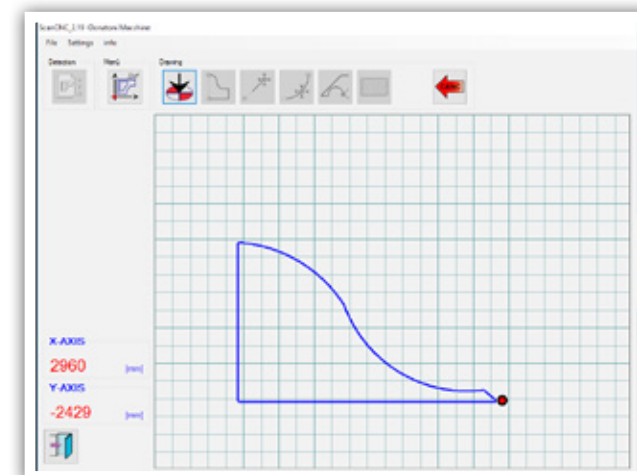 File Settings Info
Detection
Drawing
X-AXIS
2960 [mm]
Y-AXIS
-2429 [mm]